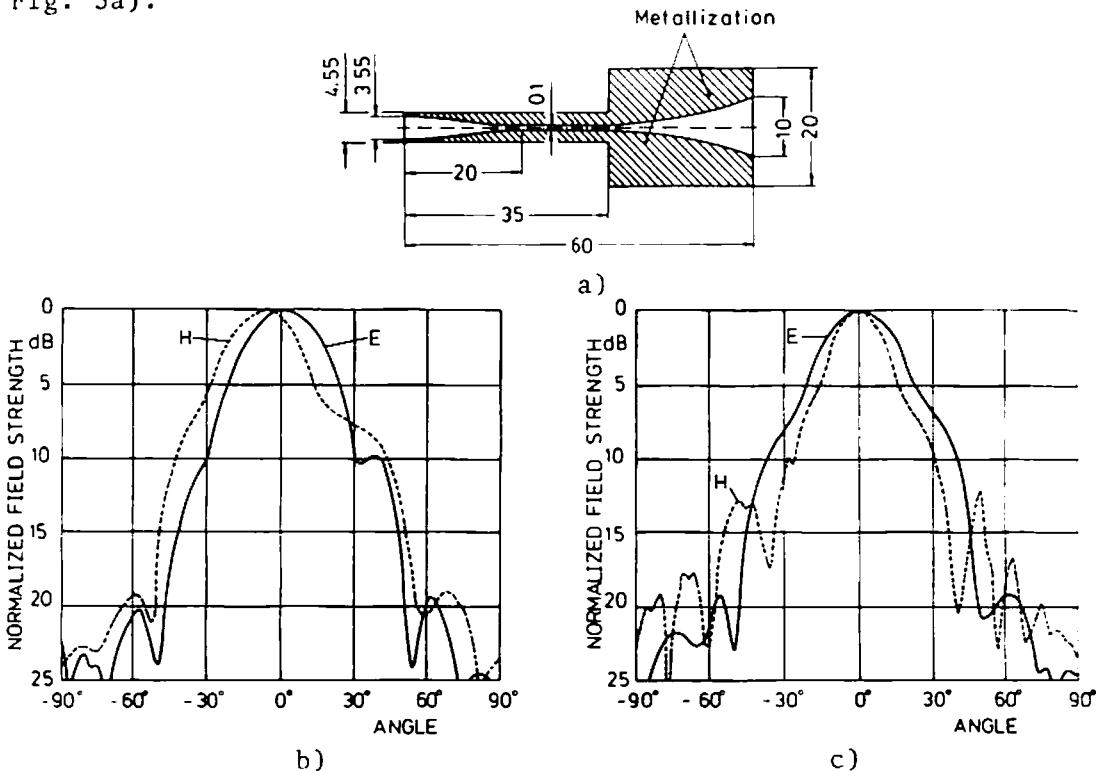 Fig. 5a).
Metallization
4.55
3.55
01
10
20
20
35
60
a)
0
dB
5
10
15
20
25
NORMALIZED FIELD STRENGTH
H
E
-90°
-60°
-30°
0°
30°
60°
90°
ANGLE
b)
0
dB
5
10
15
20
25
NORMALIZED FIELD STRENGTH
E
H
-90°
-60°
-30°
0°
30°
60°
90°
ANGLE
c)